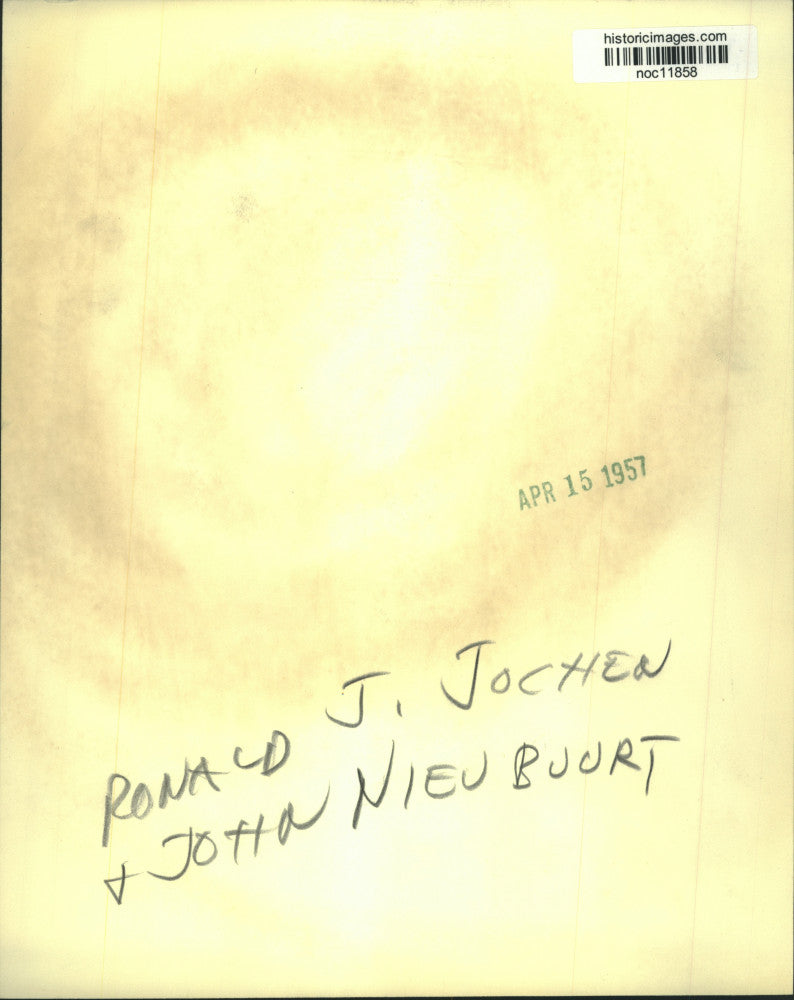 historicimages.com
noc11858
APR 15 1957
RONALD J. JOCHEN
+ JOHN NIEUBUURT